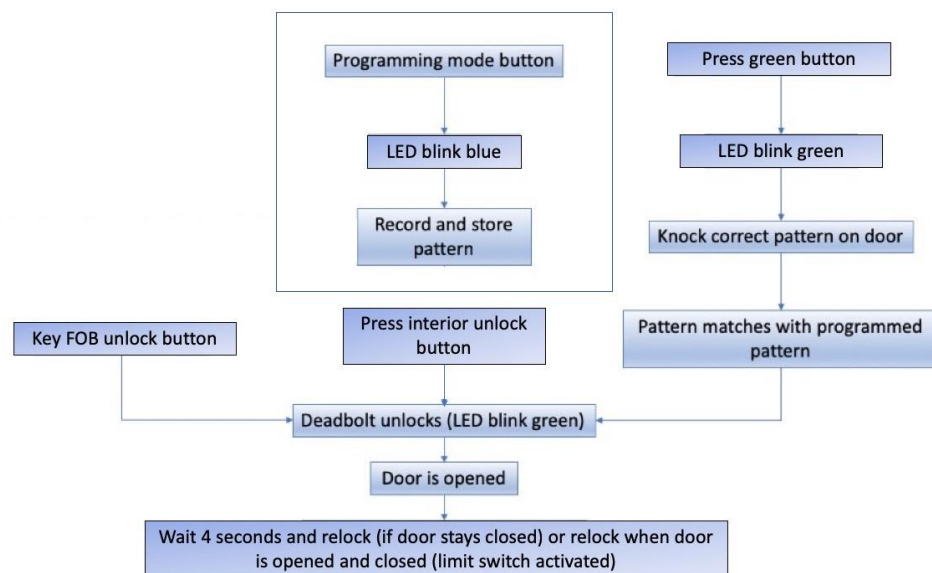 Programming mode button
Press green button
LED blink blue
LED blink green
Record and store
pattern
Knock correct pattern on door
Key FOB unlock button
Press interior unlock
button
Pattern matches with programmed
pattern
Deadbolt unlocks (LED blink green)
Door is opened
Wait 4 seconds and relock (if door stays closed) or relock when door
is opened and closed (limit switch activated)